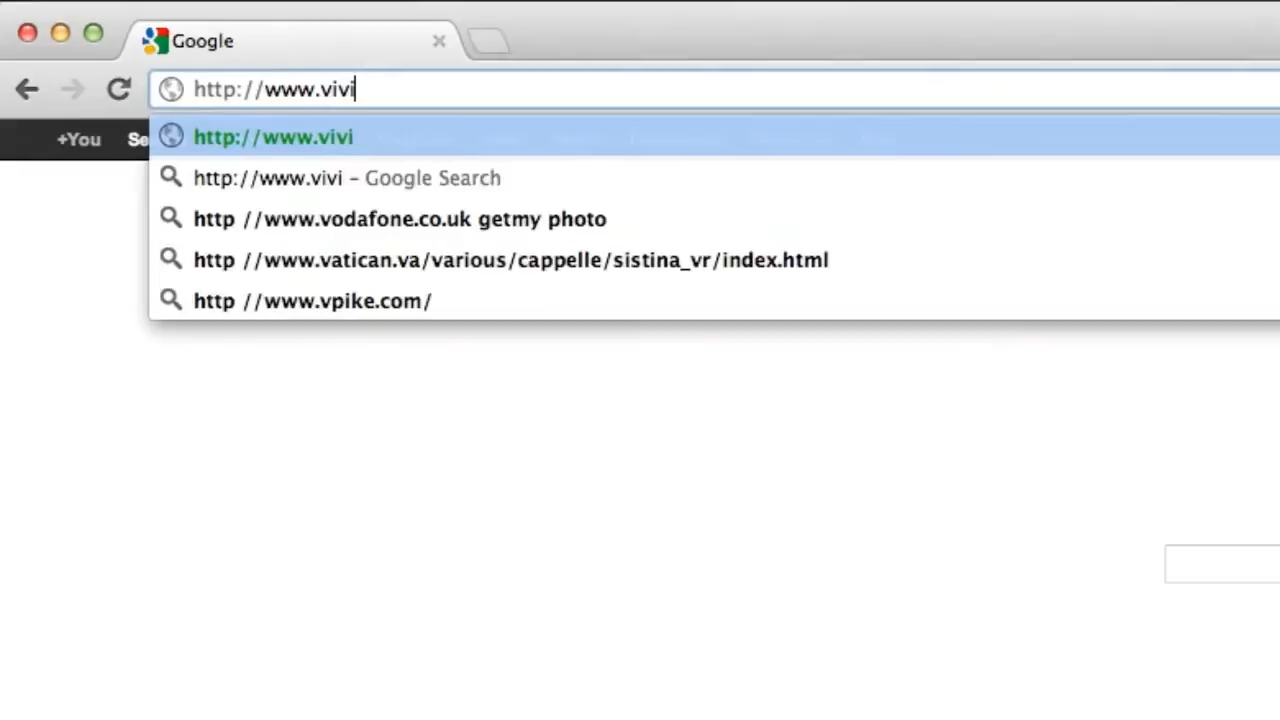 Google
http://www.vivi
+You Se
http://www.vivi
http://www.vivi – Google Search
http //www.vodafone.co.uk getmy photo
http //www.vatican.va/various/cappelle/sistina_vr/index.html
http //www.vpike.com/